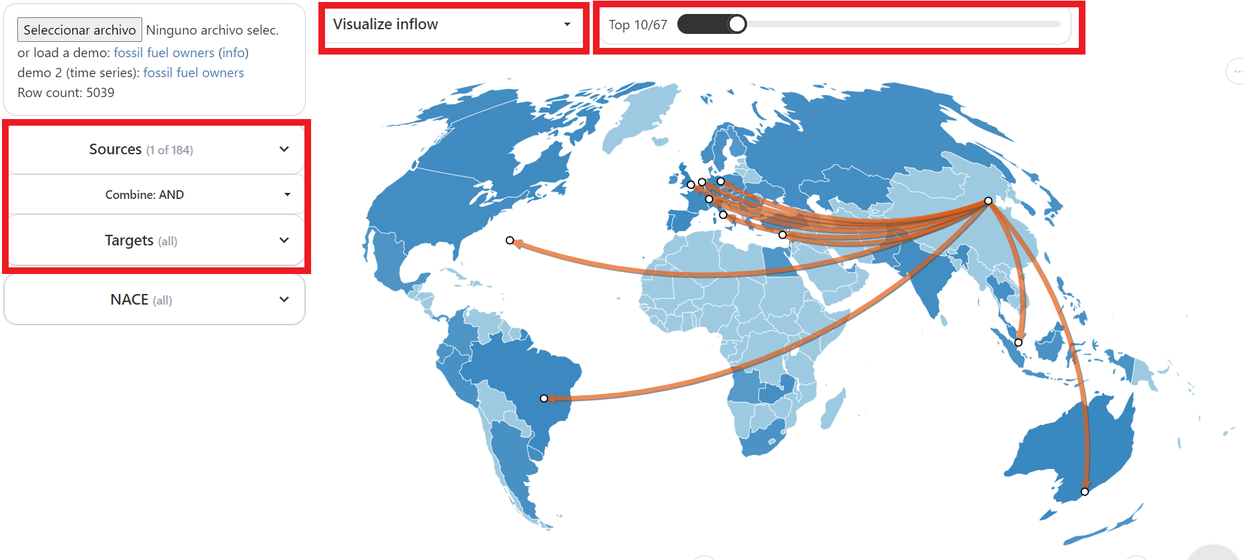 Seleccionar archivo Ninguno archivo selec.
or load a demo: fossil fuel owners (info)
demo 2 (time series): fossil fuel owners
Row count: 5039
Visualize inflow
Top 10/67
Sources (1 of 184)
Combine: AND
Targets (all)
NACE (all)